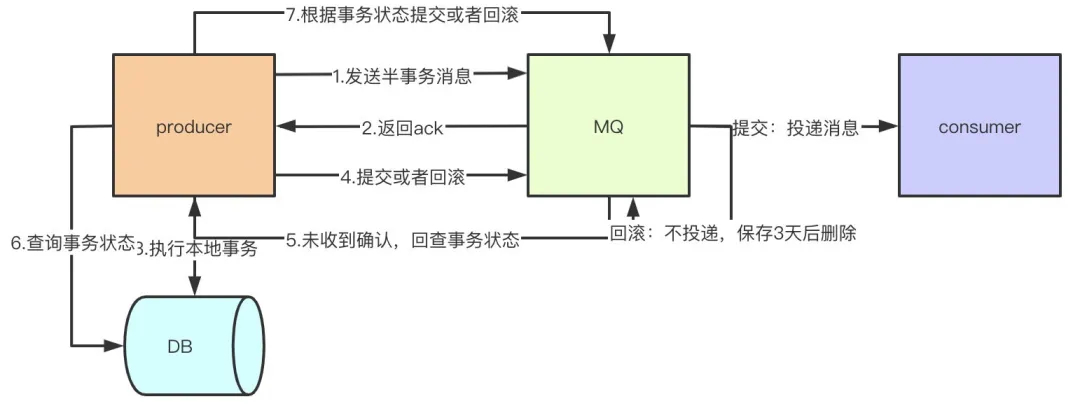 7.根据事务状态提交或者回滚
1.发送半事务消息
producer
2.返回ack
MQ
提交：投递消息
consumer
4.提交或者回滚
6.查询事务状态
3.执行本地事务
5.未收到确认，回查事务状态
回滚：不投递，保存3天后删除
DB